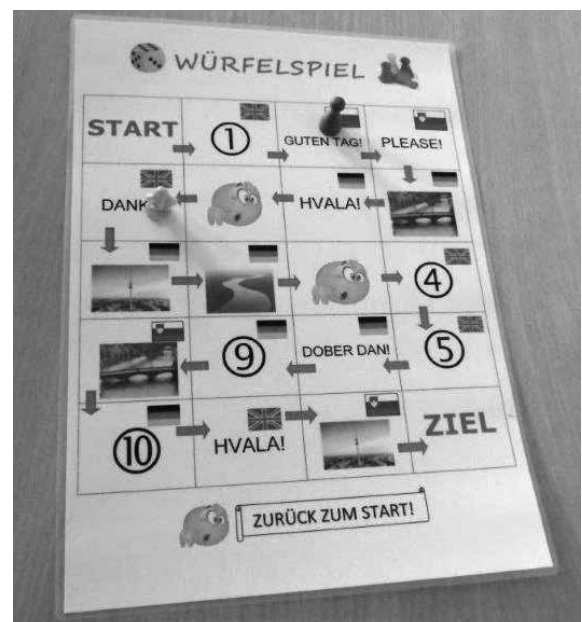 WÜRFELSPIEL
START ① GUTEN TAG! PLEASE!
DANK HVALA!
④
⑨ DOBER DAN! ⑤
⑩ HVALA! ZIEL
ZURÜCK ZUM START!